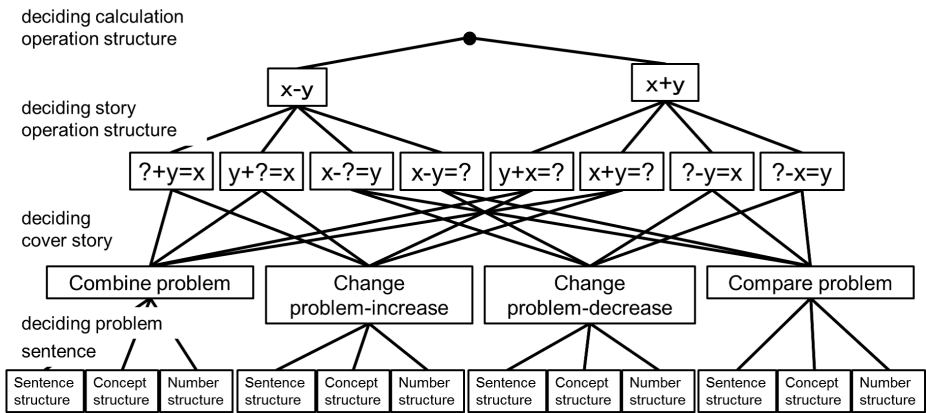 deciding calculation
operation structure
x-y
x+y
deciding story
operation structure
?+y=x
y+?=x
x-?=y
x-y=?
y+x=?
x+y=?
?-y=x
?-x=y
deciding
cover story
Combine problem
Change
problem-increase
Change
problem-decrease
Compare problem
deciding problem
sentence
Sentence
structure
Concept
structure
Number
structure
Sentence
structure
Concept
structure
Number
structure
Sentence
structure
Concept
structure
Number
structure
Sentence
structure
Concept
structure
Number
structure